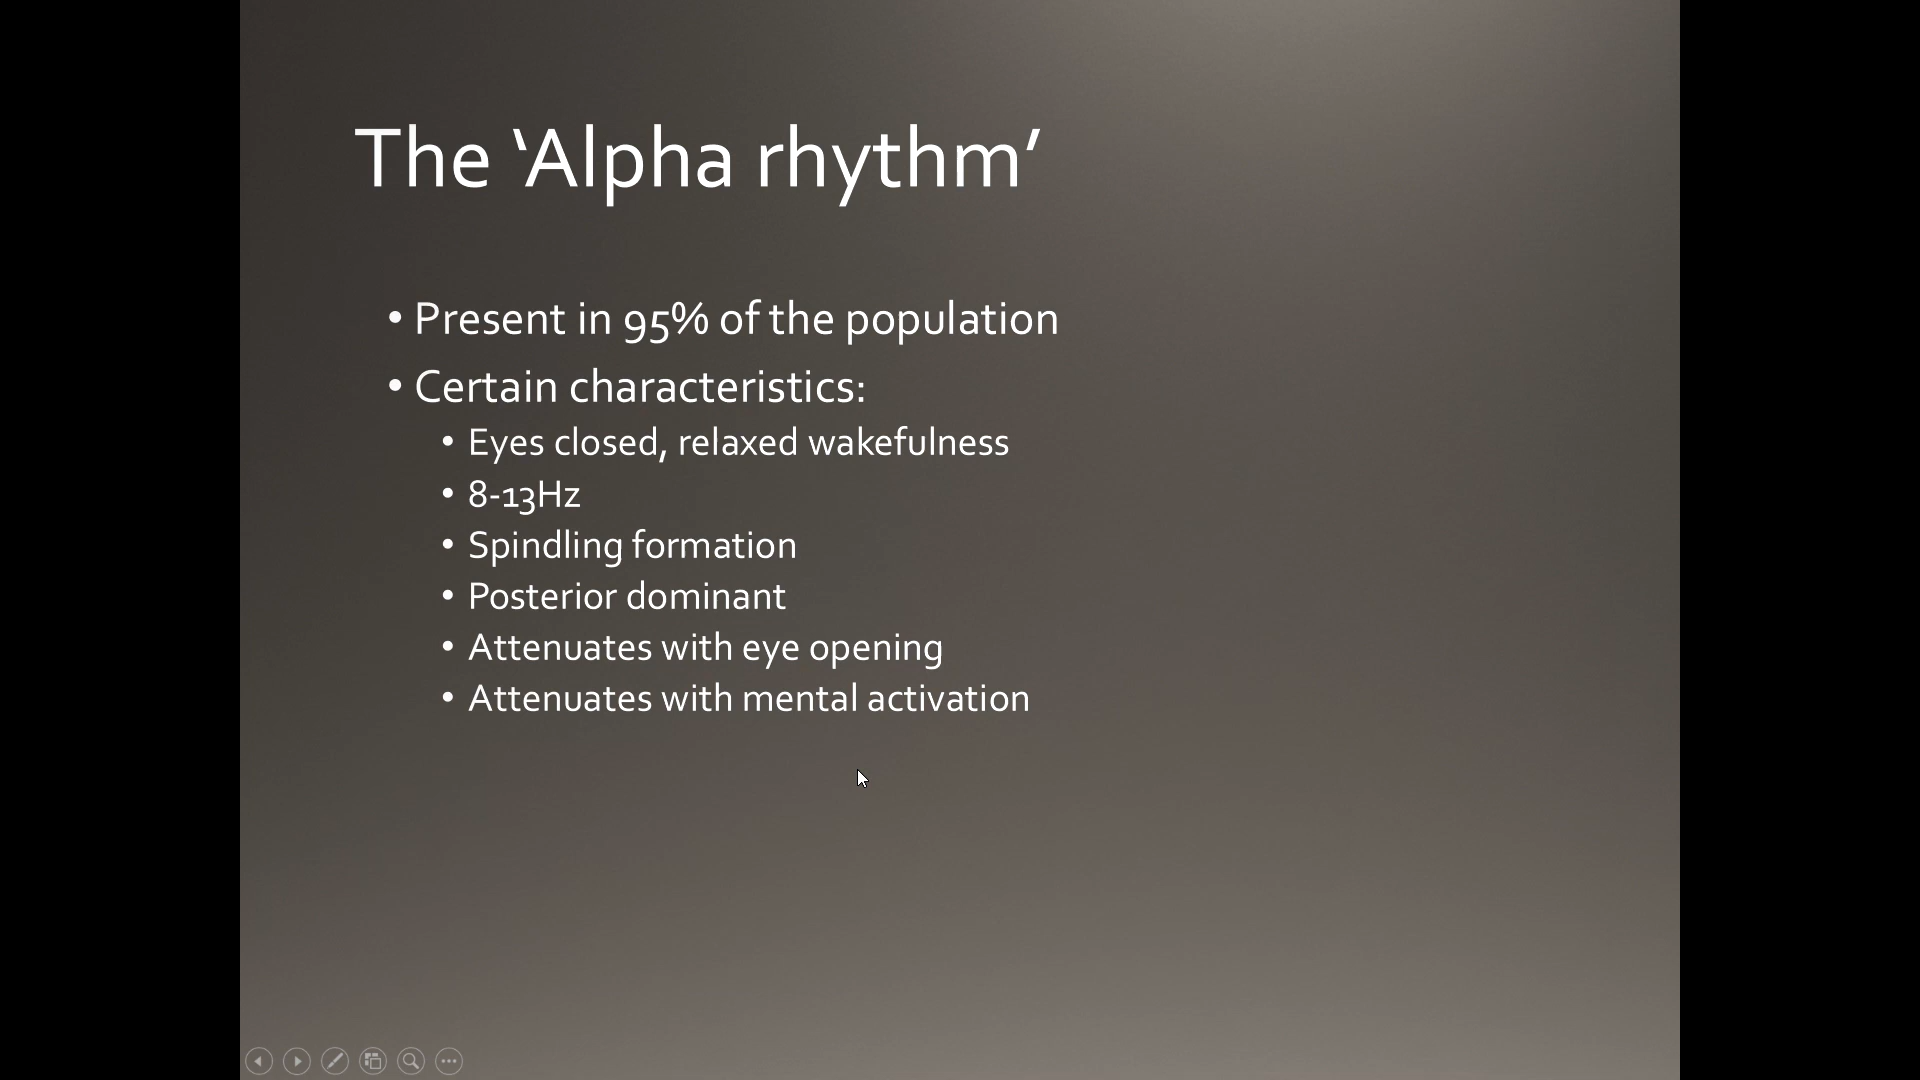 The ‘Alpha rhythm’
• Present in 95% of the population
• Certain characteristics:
• Eyes closed, relaxed wakefulness
• 8-13Hz
• Spindling formation
• Posterior dominant
• Attenuates with eye opening
• Attenuates with mental activation